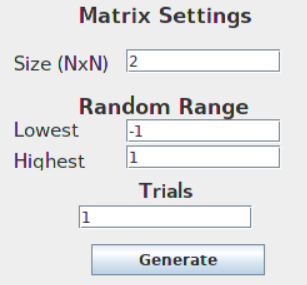 Matrix Settings
Size (NxN) 2
Random Range
Lowest -1
Highest 1
Trials
1
Generate